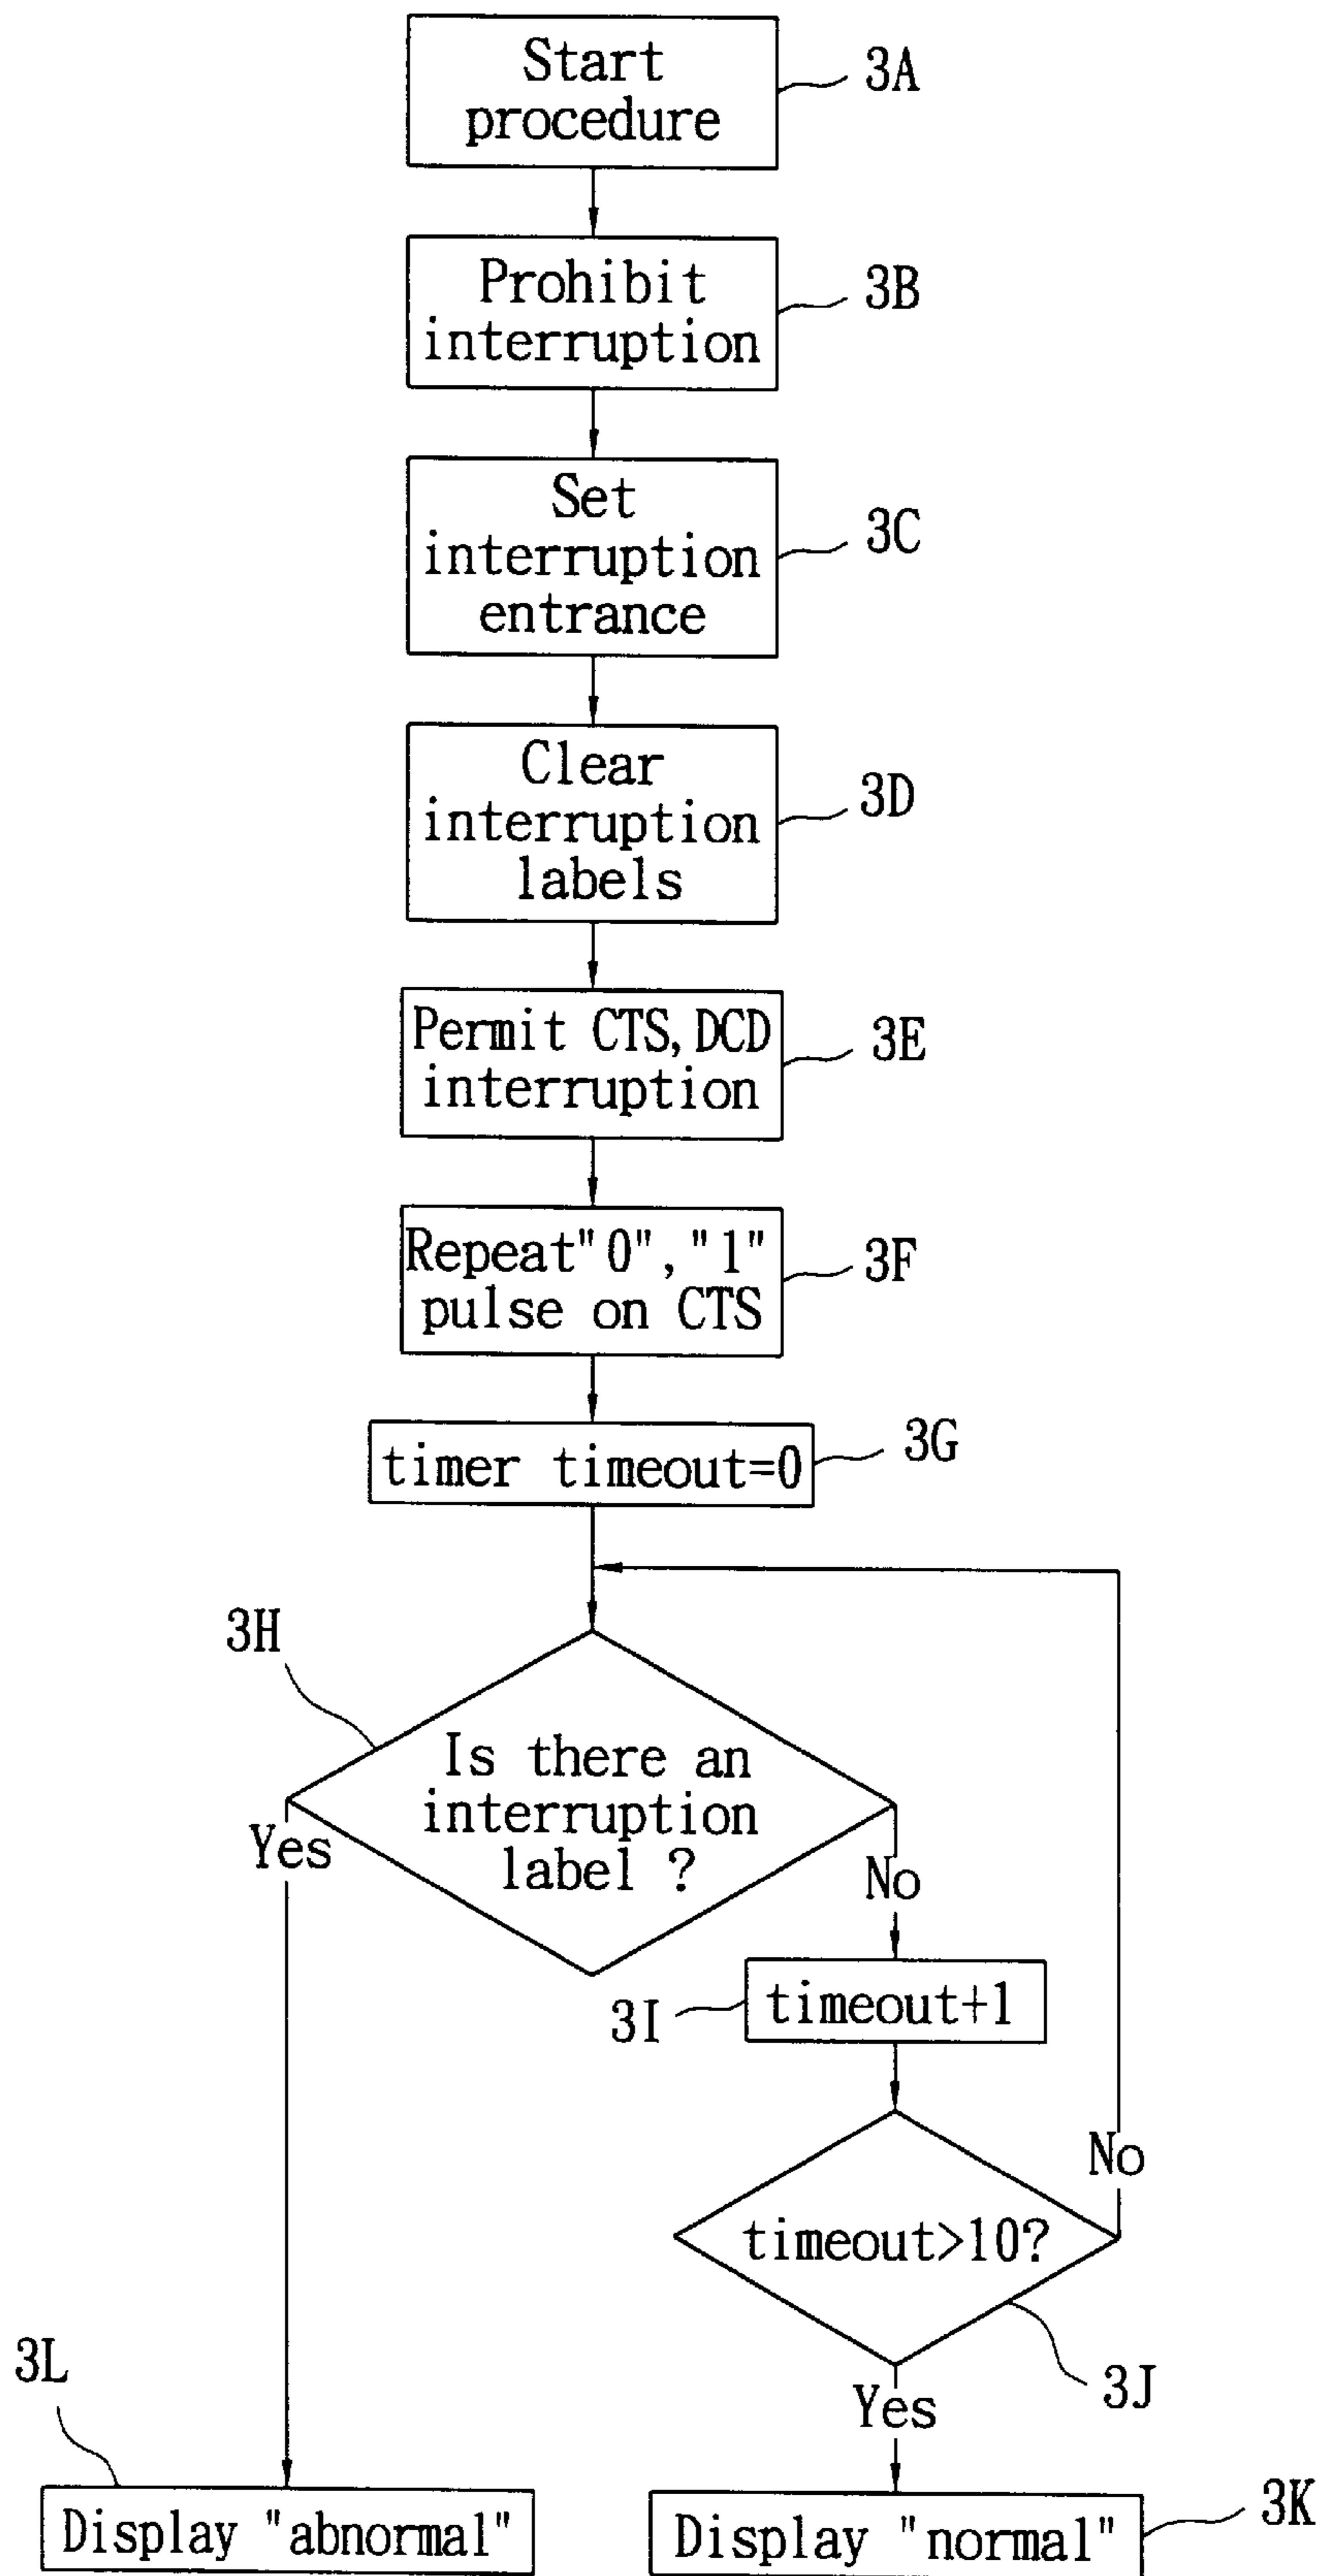 Start
procedure
3A
Prohibit
interruption
3B
Set
interruption
entrance
3C
Clear
interruption
labels
3D
Permit CTS,DCD
interruption
3E
Repeat"0","1"
pulse on CTS
3F
timer timeout=0
3G
3H
Is there an
interruption
label ?
Yes
No
3I
timeout+1
No
timeout>10?
3J
Yes
3L
Display "abnormal"
Display "normal"
3K